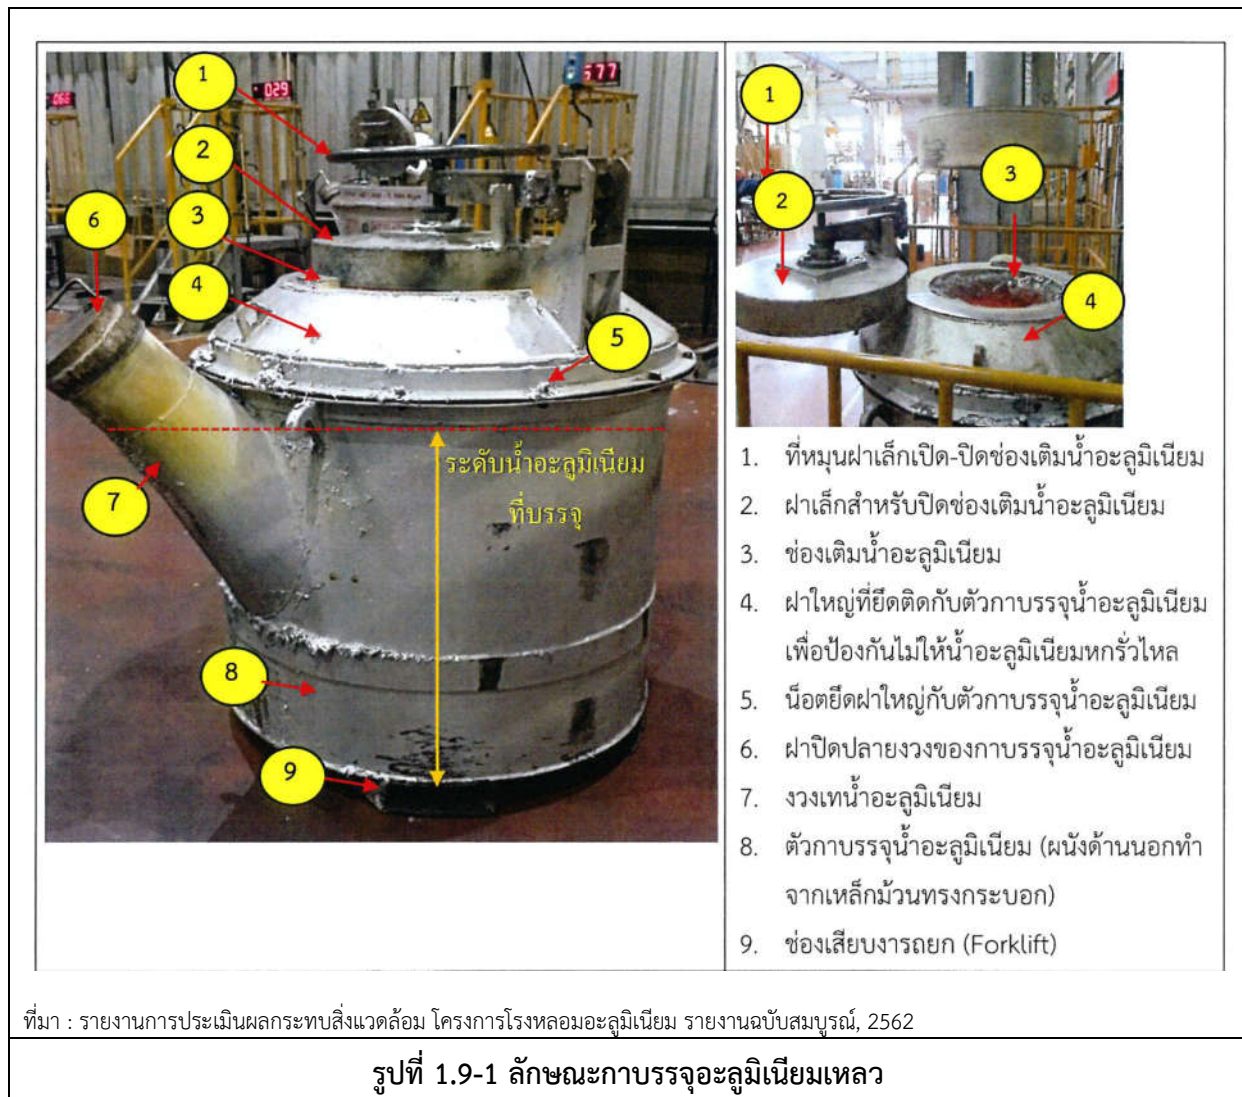 1
2
3
4
5
6
7
8
9
029
577
ระดับน้ำอะลูมิเนียม
ที่บรรจุ
1
2
3
4
1. ที่หมุนฝาเล็กเปิด-ปิดช่องเติมน้ำอะลูมิเนียม
2. ฝาเล็กสำหรับปิดช่องเติมน้ำอะลูมิเนียม
3. ช่องเติมน้ำอะลูมิเนียม
4. ฝาใหญ่ที่ยึดติดกับตัวกาบรรจุน้ำอะลูมิเนียม
เพื่อป้องกันไม่ให้น้ำอะลูมิเนียมหกรั่วไหล
5. น็อตยึดฝาใหญ่กับตัวกาบรรจุน้ำอะลูมิเนียม
6. ฝาปิดปลายงวงของกาบรรจุน้ำอะลูมิเนียม
7. งวงเทน้ำอะลูมิเนียม
8. ตัวกาบรรจุน้ำอะลูมิเนียม (ผนังด้านนอกทำ
จากเหล็กม้วนทรงกระบอก)
9. ช่องเสียบงารถยก (Forklift)
ที่มา : รายงานการประเมินผลกระทบสิ่งแวดล้อม โครงการโรงหลอมอะลูมิเนียม รายงานฉบับสมบูรณ์, 2562
รูปที่ 1.9-1 ลักษณะกาบรรจุอะลูมิเนียมเหลว